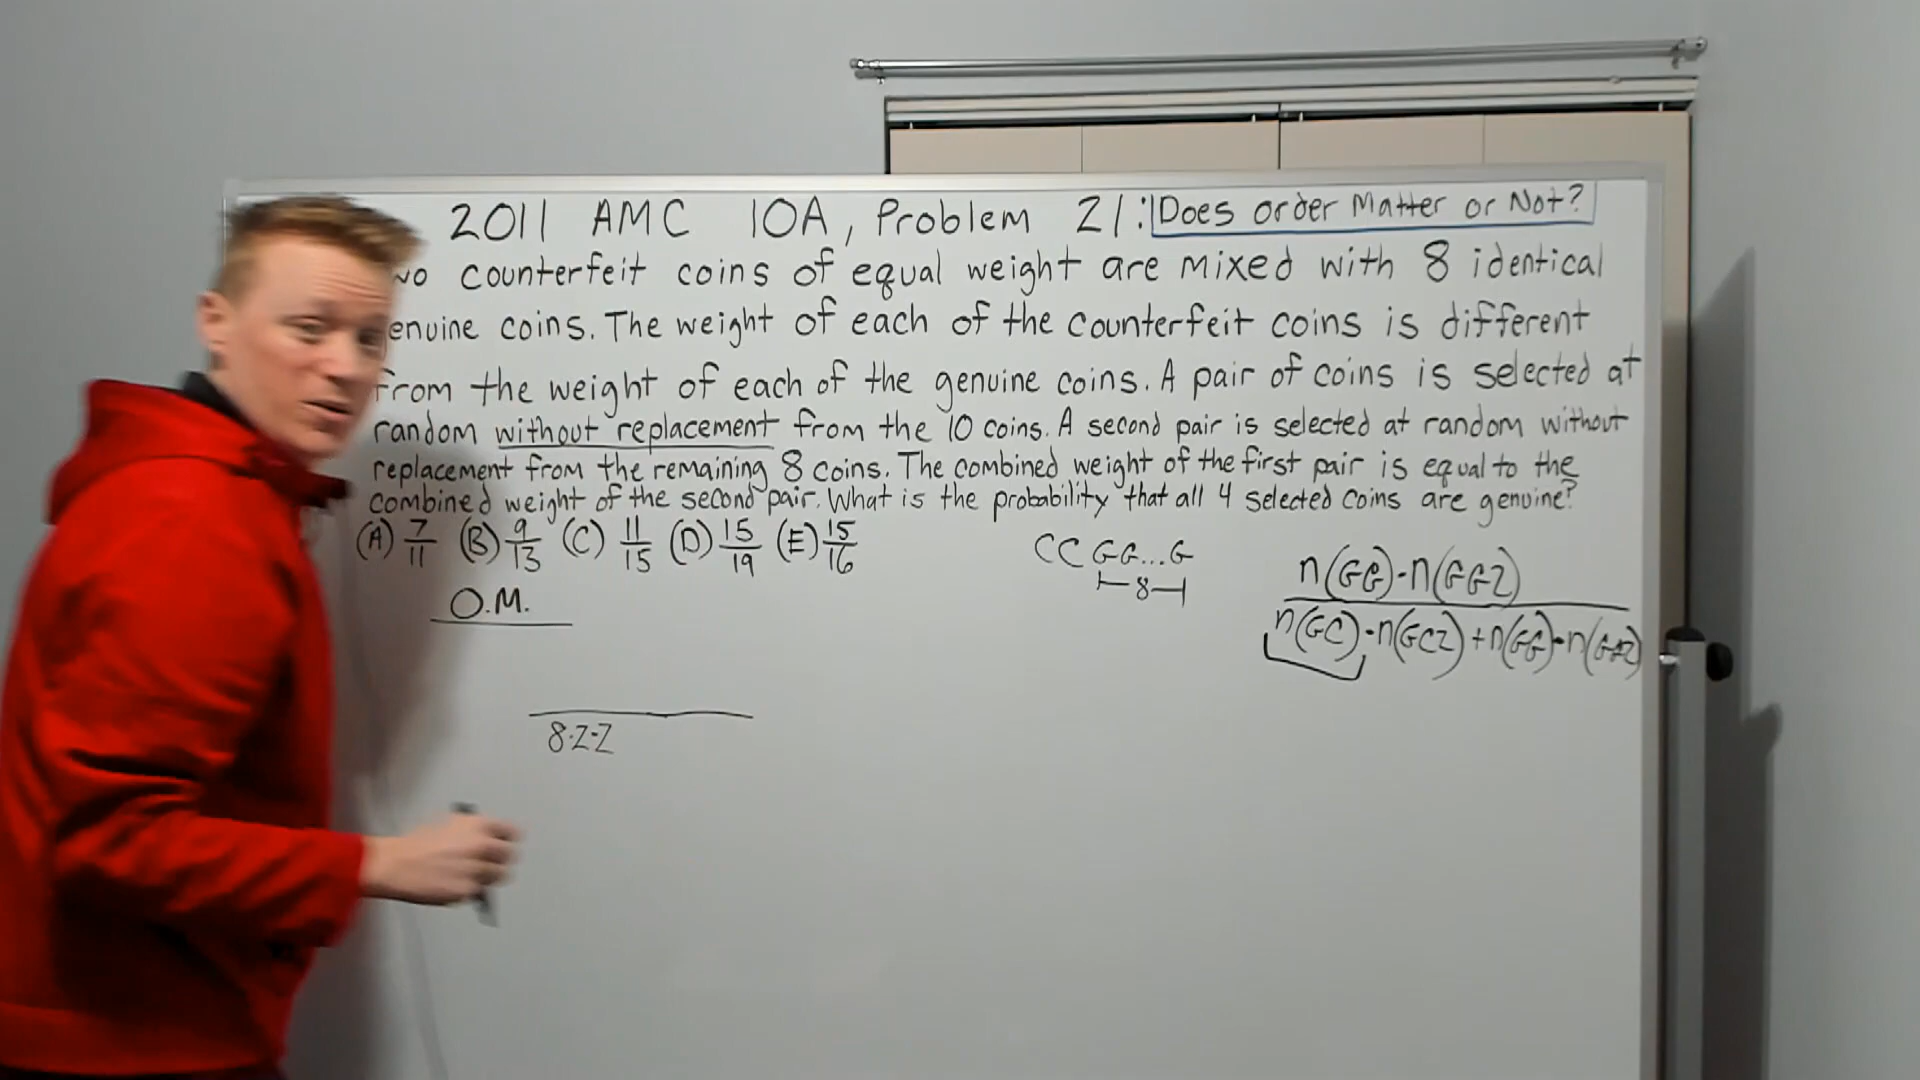 2011 AMC 10A, Problem 21: Does order Matter or Not?
wo counterfeit coins of equal weight are mixed with 8 identical
enuine coins. The weight of each of the counterfeit coins is different
from the weight of each of the genuine coins. A pair of coins is selected at
random without replacement from the 10 coins. A second pair is selected at random without
replacement from the remaining 8 coins. The combined weight of the first pair is equal to the
combined weight of the second pair. What is the probability that all 4 selected coins are genuine?
(A) 7/11 (B) 9/13 (C) 11/15 (D) 15/19 (E) 15/16
CCGG...G
8
n(GG)·n(GG2)
n(GC)·n(GC2)+n(GG)·n(GG2)
O.M.
8·2·2